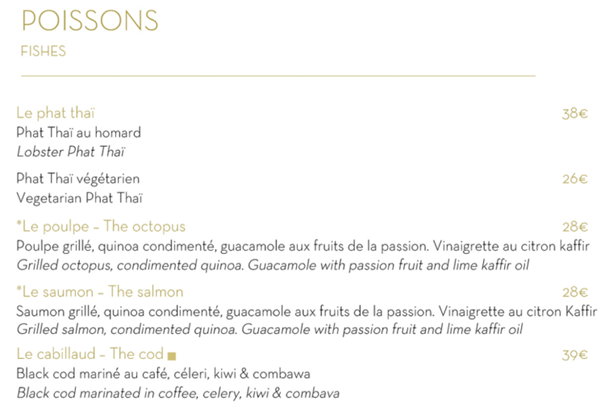 POISSONS
FISHES
Le phat thaï 38€
Phat Thaï au homard
Lobster Phat Thaï
Phat Thaï végétarien 26€
Vegetarian Phat Thaï
*Le poulpe – The octopus 28€
Poulpe grillé, quinoa condimenté, guacamole aux fruits de la passion. Vinaigrette au citron kaffir
Grilled octopus, condimented quinoa. Guacamole with passion fruit and lime kaffir oil
*Le saumon – The salmon 28€
Saumon grillé, quinoa condimenté, guacamole aux fruits de la passion. Vinaigrette au citron Kaffir
Grilled salmon, condimented quinoa. Guacamole with passion fruit and lime kaffir oil
Le cabillaud – The cod 39€
Black cod mariné au café, céleri, kiwi & combawa
Black cod marinated in coffee, celery, kiwi & combava